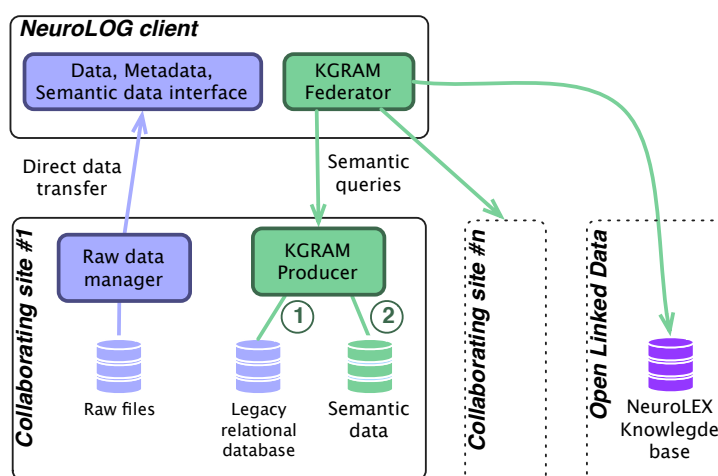 NeuroLOG client
Data, Metadata,
Semantic data interface
KGRAM
Federator
Direct data
transfer
Semantic
queries
Collaborating site #1
Raw data
manager
KGRAM
Producer
1
2
Raw files
Legacy
relational
database
Semantic
data
Collaborating site #n
Open Linked Data
NeuroLEX
Knowlegde
base